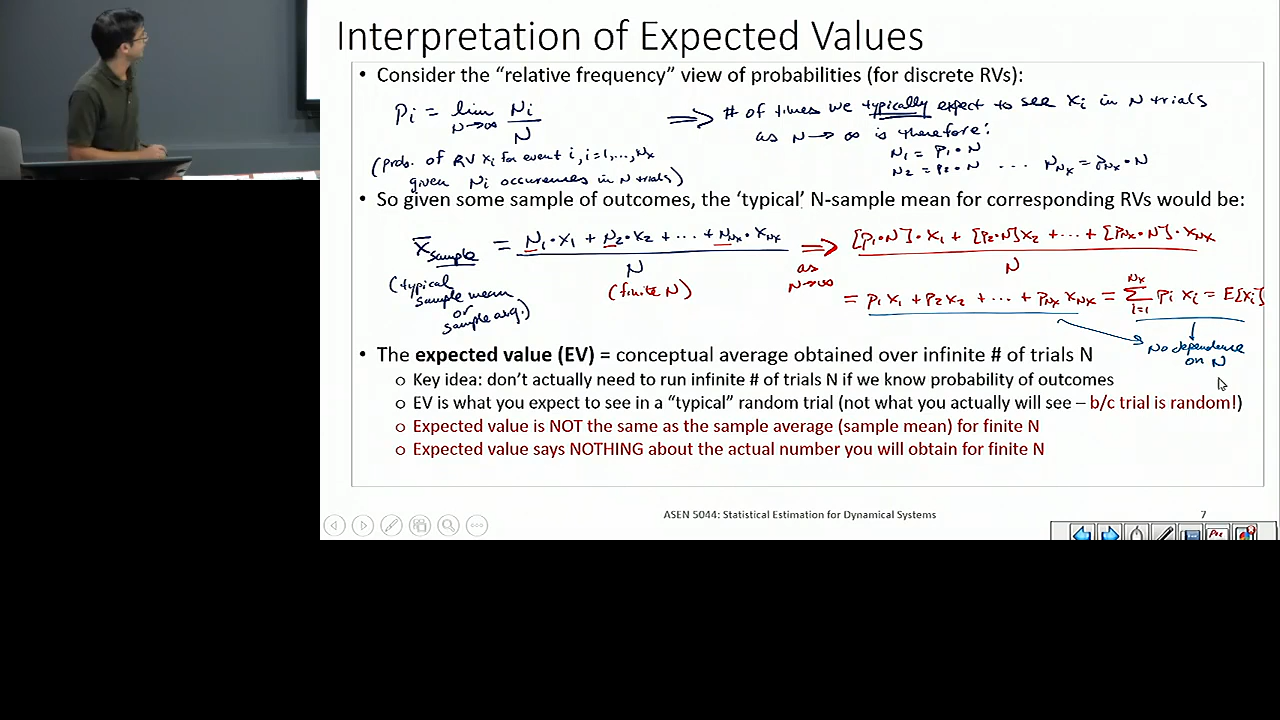 Interpretation of Expected Values
• Consider the “relative frequency” view of probabilities (for discrete RVs):
Pi = lim N→∞ Ni/N ⟹ # of times we typically expect to see xi in N trials
as N→∞ is therefore:
(prob. of RV xi for event i, i=1,...,Nx
given Ni occurences in N trials)
N1 = P1·N
N2 = P2·N ... NNx = PNx·N
• So given some sample of outcomes, the ‘typical’ N-sample mean for corresponding RVs would be:
x̄sample = N1·x1 + N2·x2 + ... + NNx·xNx / N ⟹ as N→∞ [P1·N]·x1 + [P2·N]x2 + ... + [PNx·N]·xNx / N
(typical sample mean or sample avg.)
(finite N)
= P1x1 + P2x2 + ... + PNx xNx = Σ i=1 Nx Pi xi = E[xi]
No dependence
on N
• The expected value (EV) = conceptual average obtained over infinite # of trials N
o Key idea: don’t actually need to run infinite # of trials N if we know probability of outcomes
o EV is what you expect to see in a “typical” random trial (not what you actually will see – b/c trial is random!)
o Expected value is NOT the same as the sample average (sample mean) for finite N
o Expected value says NOTHING about the actual number you will obtain for finite N
ASEN 5044: Statistical Estimation for Dynamical Systems
7